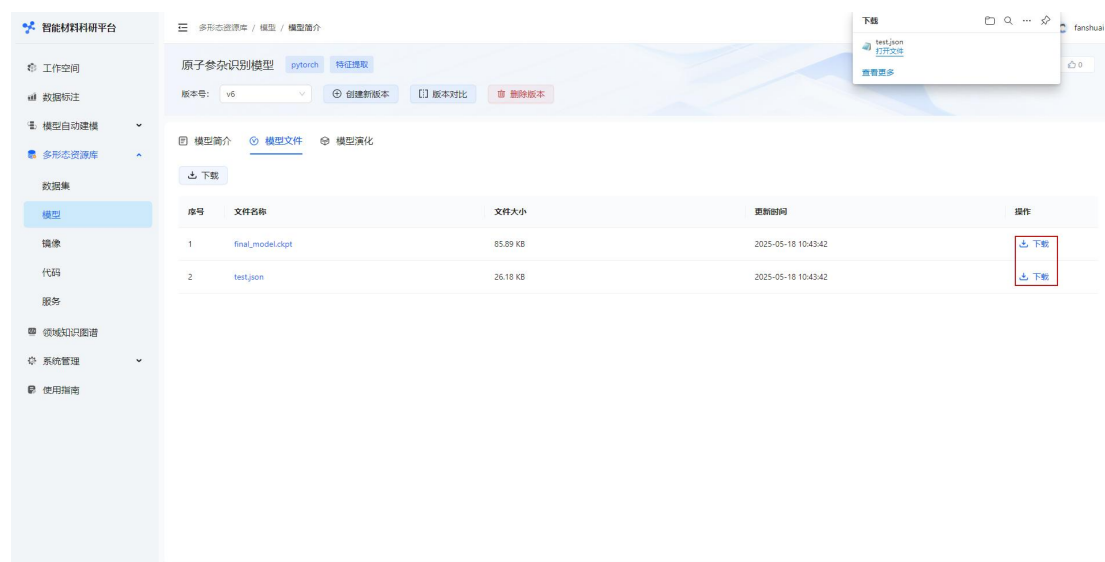 智能材料科研平台
多形态资源库 / 模型 / 模型简介
下载
test.json
打开文件
查看更多
fanshuai
工作空间
数据标注
模型自动建模
多形态资源库
数据集
模型
镜像
代码
服务
领域知识图谱
系统管理
使用指南
原子参杂识别模型 pytorch 特征提取
0
版本号: v6 创建新版本 版本对比 删除版本
模型简介 模型文件 模型演化
下载
序号 文件名称 文件大小 更新时间 操作
1 final_model.ckpt 85.89 KB 2025-05-18 10:43:42 下载
2 test.json 26.18 KB 2025-05-18 10:43:42 下载